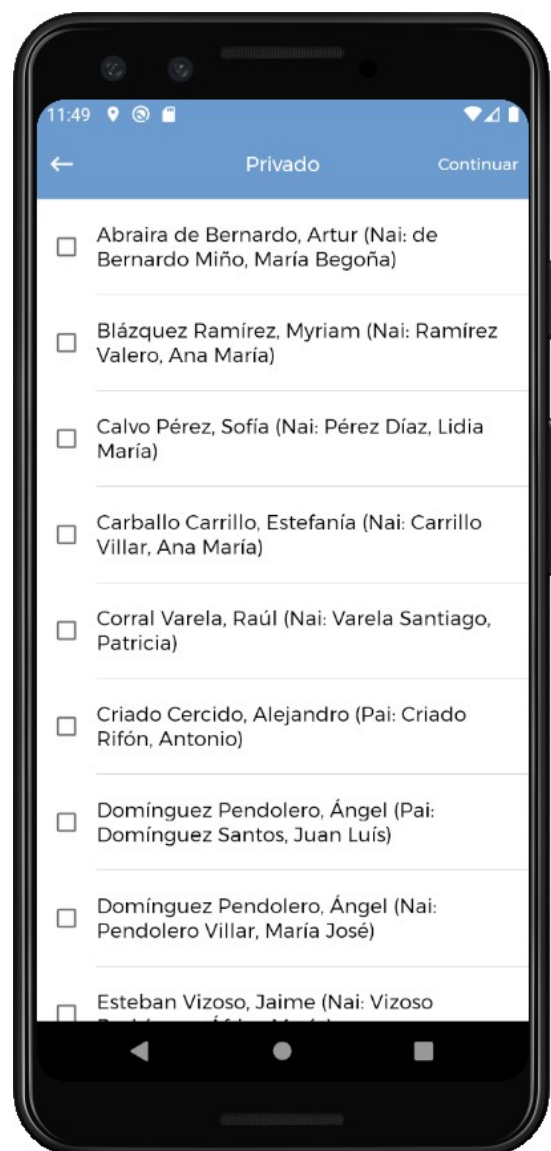 11:49
Privado
Continuar
Abraira de Bernardo, Artur (Nai: de
Bernardo Miño, María Begoña)
Blázquez Ramírez, Myriam (Nai: Ramírez
Valero, Ana María)
Calvo Pérez, Sofía (Nai: Pérez Díaz, Lidia
María)
Carballo Carrillo, Estefanía (Nai: Carrillo
Villar, Ana María)
Corral Varela, Raúl (Nai: Varela Santiago,
Patricia)
Criado Cercido, Alejandro (Pai: Criado
Rifón, Antonio)
Domínguez Pendolero, Ángel (Pai:
Domínguez Santos, Juan Luís)
Domínguez Pendolero, Ángel (Nai:
Pendolero Villar, María José)
Esteban Vizoso, Jaime (Nai: Vizoso